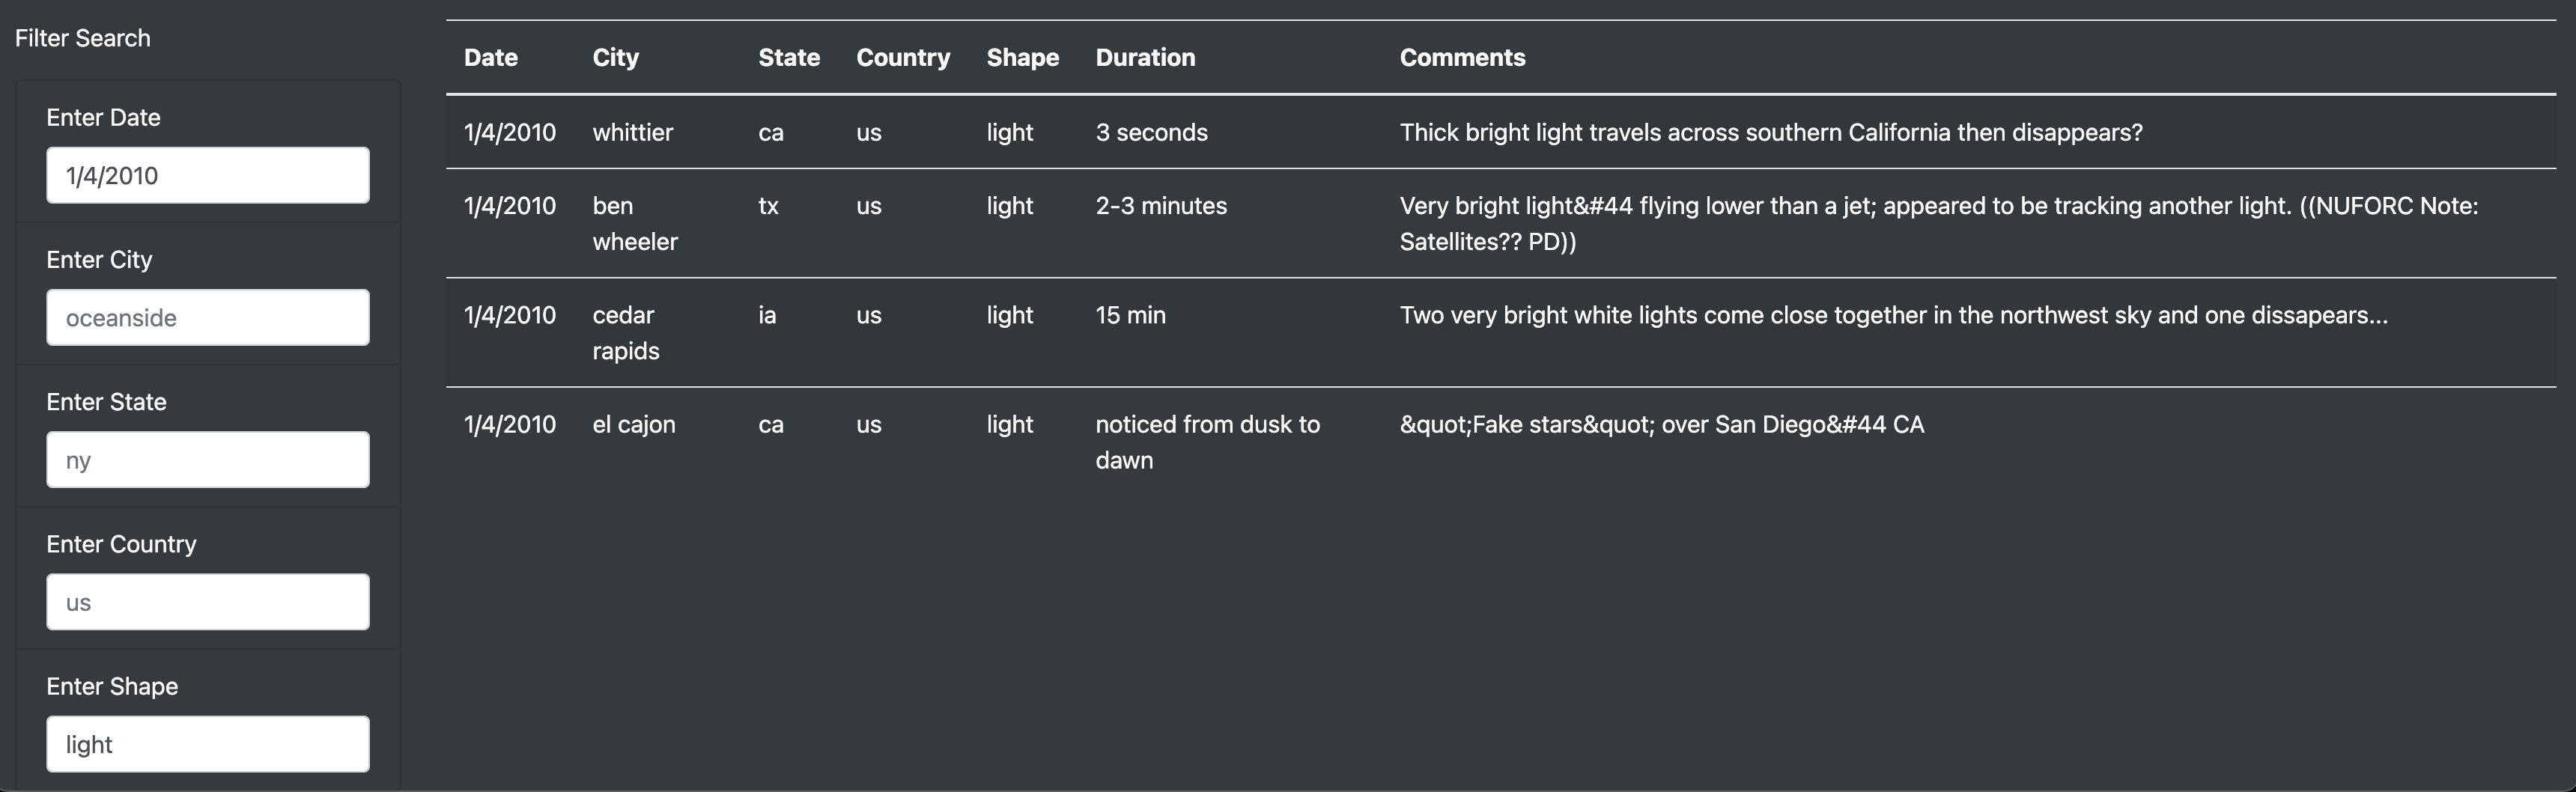 Filter Search
Enter Date
1/4/2010
Enter City
oceanside
Enter State
ny
Enter Country
us
Enter Shape
light
Date City State Country Shape Duration Comments
1/4/2010 whittier ca us light 3 seconds Thick bright light travels across southern California then disappears?
1/4/2010 ben tx us light 2-3 minutes Very bright light&#44 flying lower than a jet; appeared to be tracking another light. ((NUFORC Note:
wheeler Satellites?? PD))
1/4/2010 cedar ia us light 15 min Two very bright white lights come close together in the northwest sky and one dissapears...
rapids
1/4/2010 el cajon ca us light noticed from dusk to &quot;Fake stars&quot; over San Diego&#44 CA
dawn